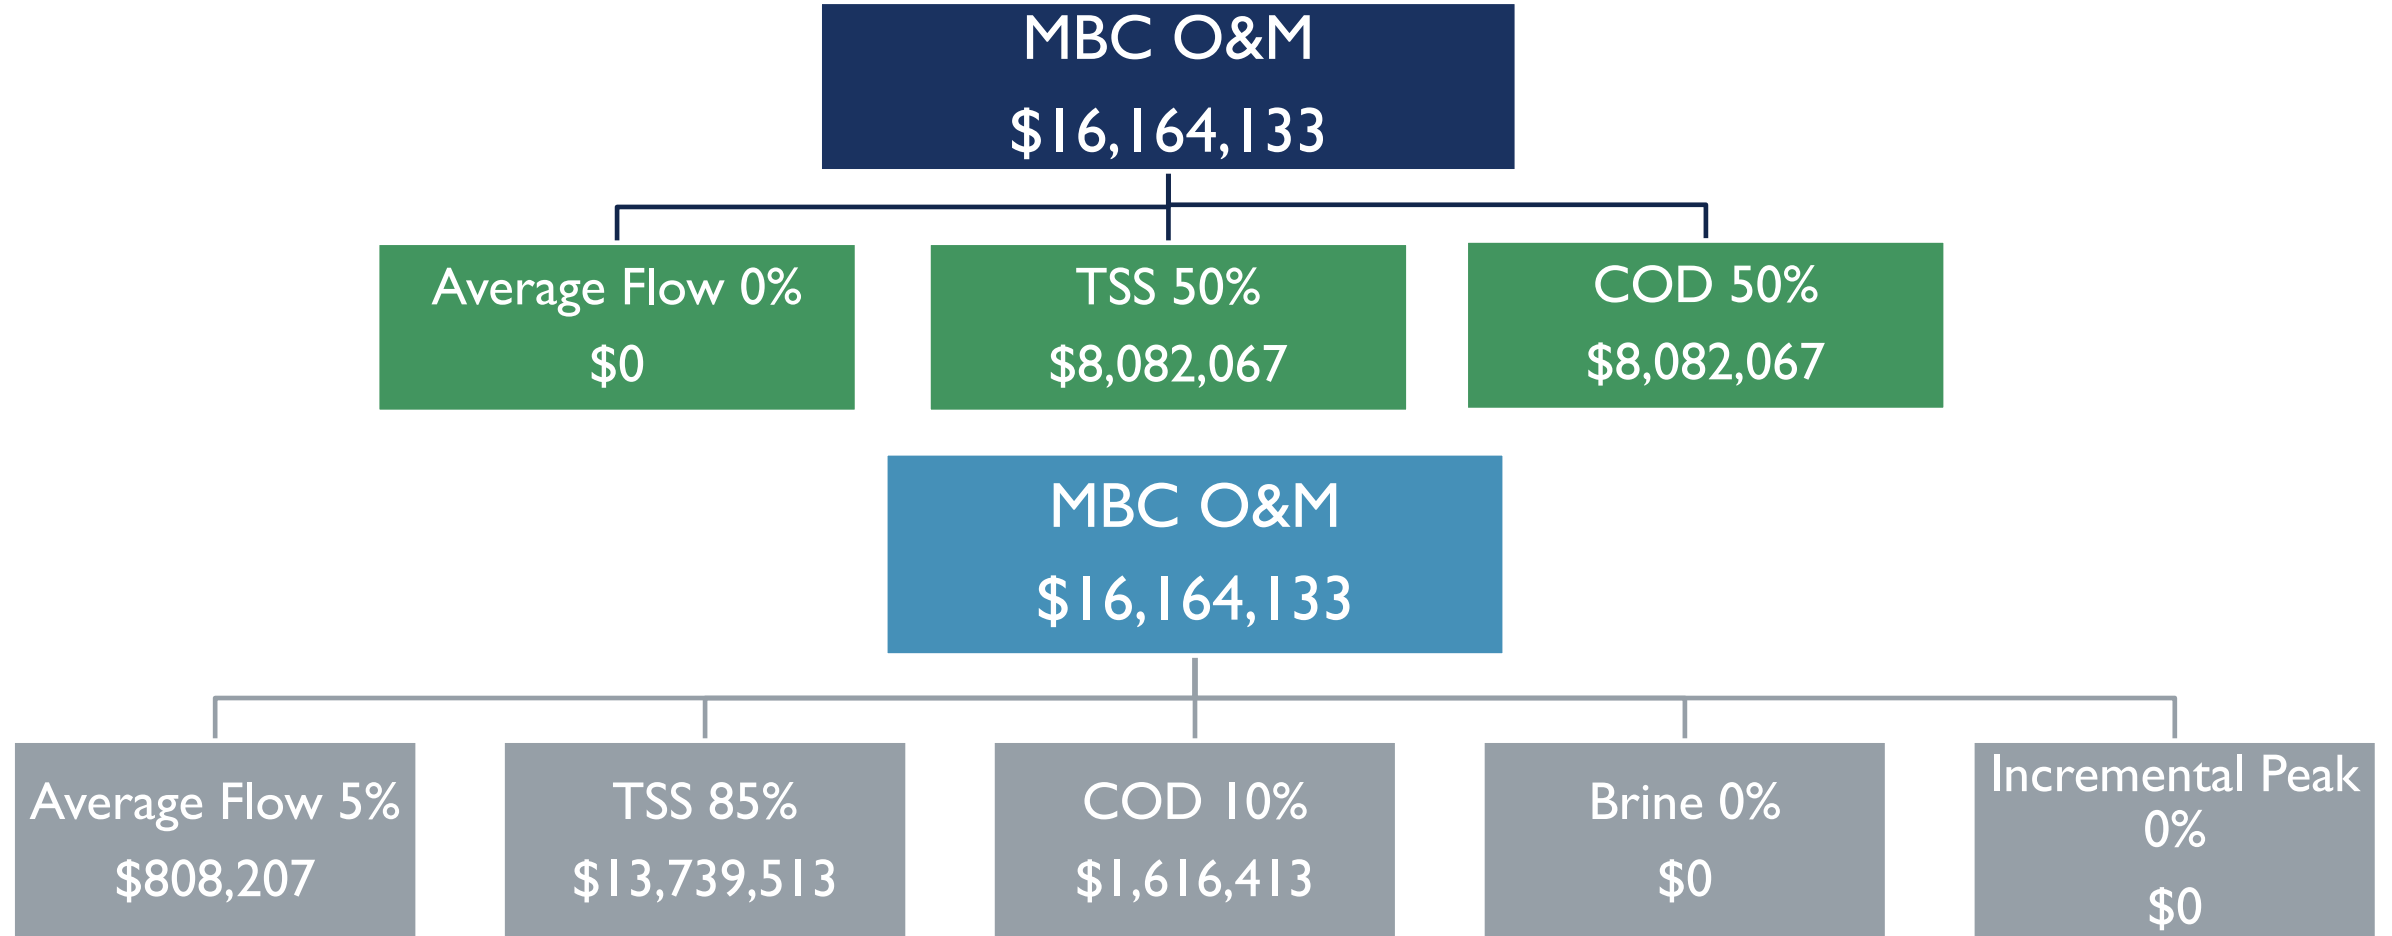 MBC O&M
$16,164,133
Average Flow 0%
$0
TSS 50%
$8,082,067
COD 50%
$8,082,067
MBC O&M
$16,164,133
Average Flow 5%
$808,207
TSS 85%
$13,739,513
COD 10%
$1,616,413
Brine 0%
$0
Incremental Peak
0%
$0